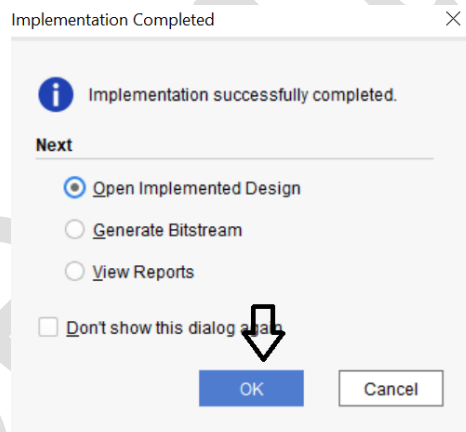 Implementation Completed
Implementation successfully completed.
Next
Open Implemented Design
Generate Bitstream
View Reports
Don't show this dialog again
OK
Cancel